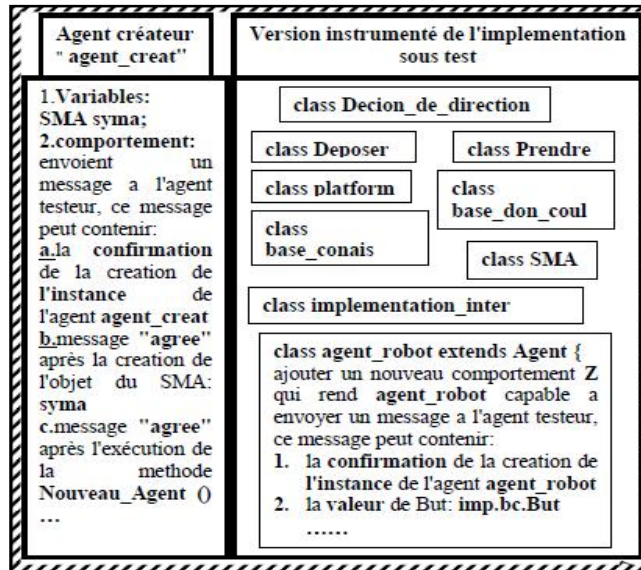 Agent créateur
" agent_creat"
Version instrumenté de l'implementation
sous test
1.Variables:
SMA syma;
2.comportement:
envoient un
message a l'agent
testeur, ce message
peut contenir:
a.la confirmation
de la creation de
l'instance de
l'agent agent_creat
b.message "agree"
après la creation de
l'objet du SMA:
syma
c.message "agree"
après l'exécution de
la methode
Nouveau_Agent ()
...
class Decion_de_direction
class Deposer
class Prendre
class platform
class
base_don_coul
class
base_conais
class SMA
class implementation_inter
class agent_robot extends Agent {
ajouter un nouveau comportement Z
qui rend agent_robot capable a
envoyer un message a l'agent testeur,
ce message peut contenir:
1. la confirmation de la creation de
l'instance de l'agent agent_robot
2. la valeur de But: imp.bc.But
......